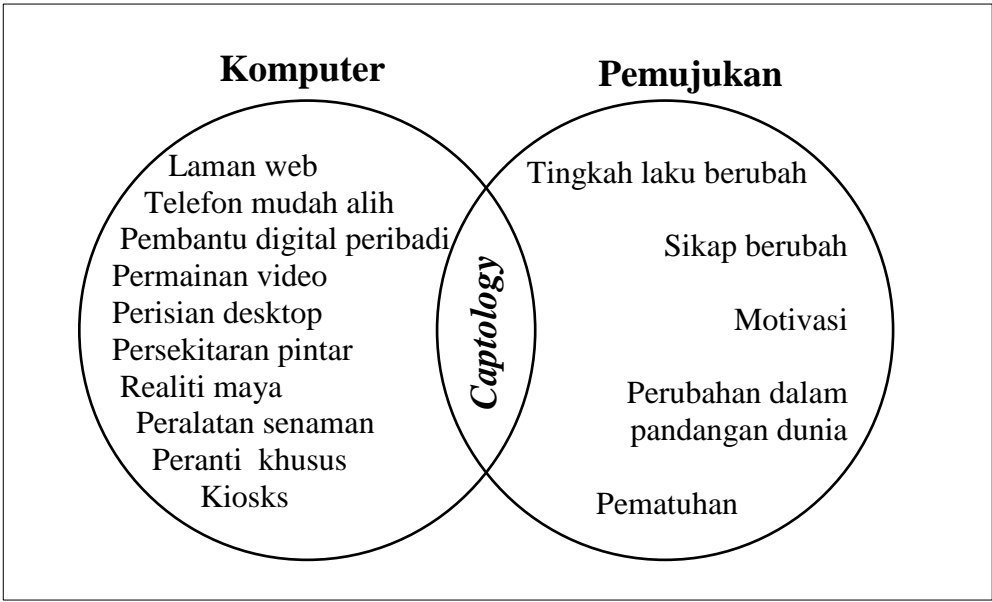 Komputer
Pemujukan
Laman web
Telefon mudah alih
Pembantu digital peribadi
Permainan video
Perisian desktop
Persekitaran pintar
Realiti maya
Peralatan senaman
Peranti khusus
Kiosks
Captology
Tingkah laku berubah
Sikap berubah
Motivasi
Perubahan dalam
pandangan dunia
Pematuhan